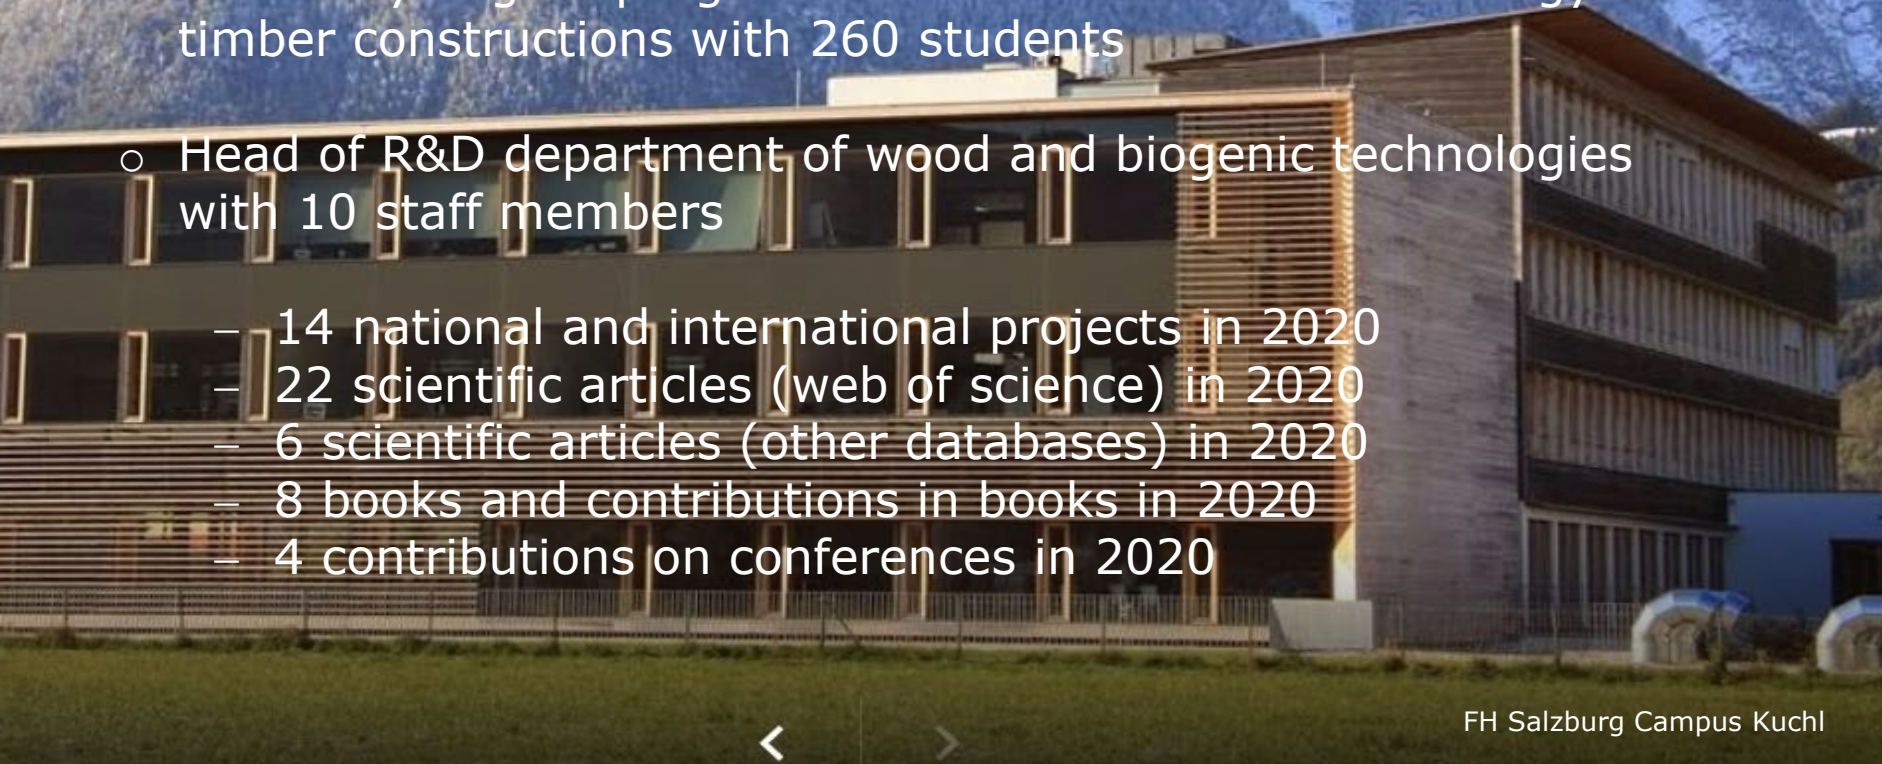 timber constructions with 260 students
○ Head of R&D department of wood and biogenic technologies
with 10 staff members
– 14 national and international projects in 2020
– 22 scientific articles (web of science) in 2020
– 6 scientific articles (other databases) in 2020
– 8 books and contributions in books in 2020
– 4 contributions on conferences in 2020
FH Salzburg Campus Kuchl